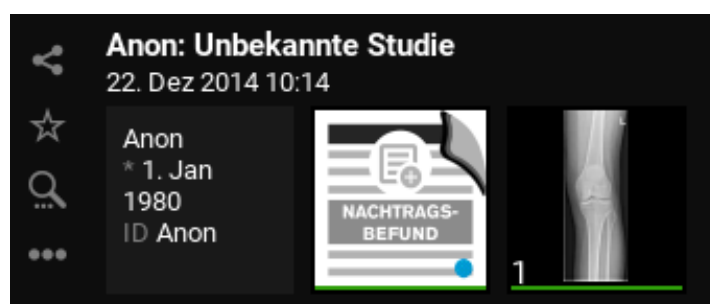 Anon: Unbekannte Studie
22. Dez 2014 10:14
Anon
* 1. Jan
1980
ID Anon
NACHTRAGS-
BEFUND
L
1